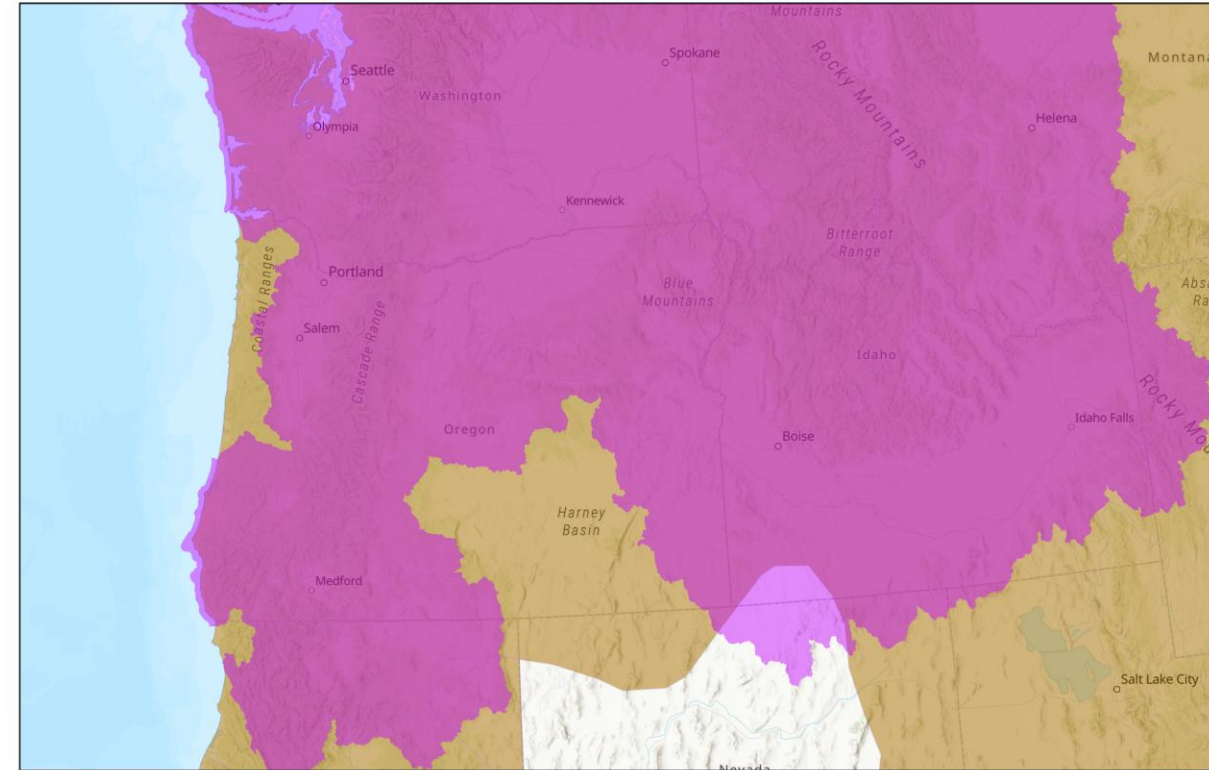 Mountains
Rocky Mountains
Spokane
Montana
Seattle
Washington
Olympia
Helena
Kennewick
Bitterroot
Range
Coastal Ranges
Portland
Blue
Mountains
Salem
Cascade Range
Idaho
Rocky
Idaho Falls
Oregon
Boise
Harney
Basin
Medford
Salt Lake City
Nevada